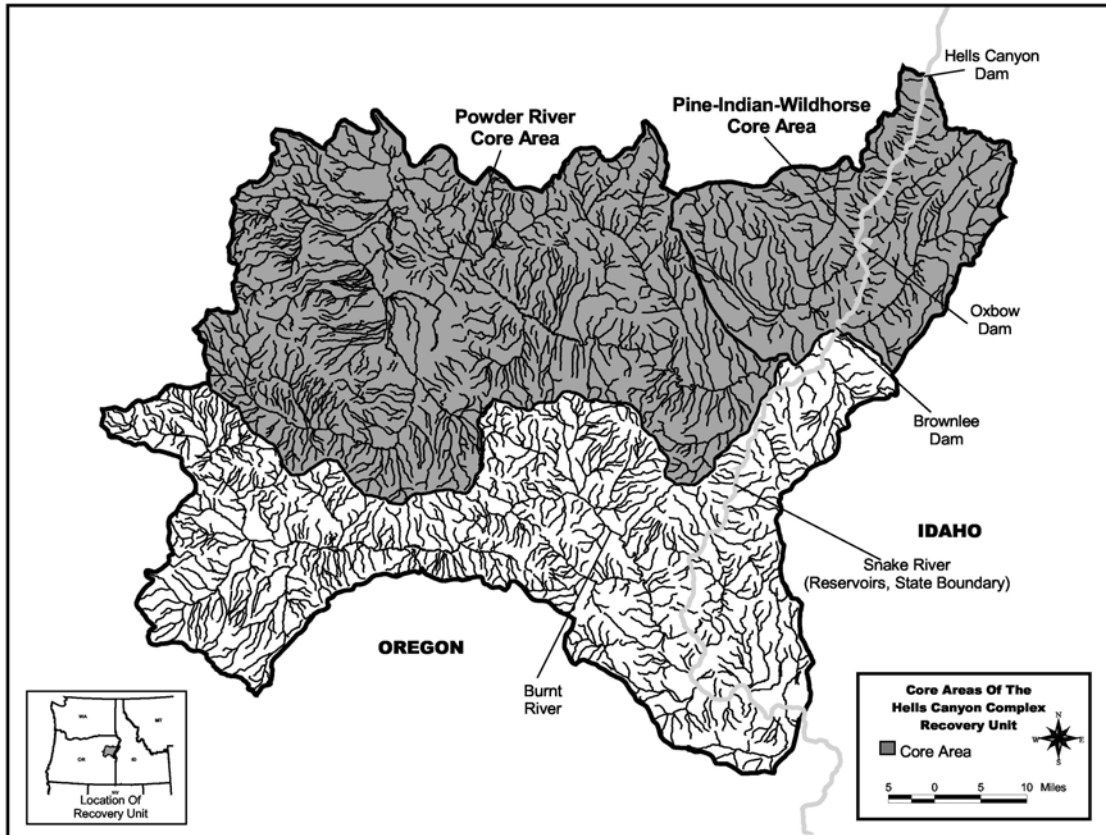 Hells Canyon
Dam
Pine-Indian-Wildhorse
Core Area
Powder River
Core Area
Oxbow
Dam
Brownlee
Dam
IDAHO
Snake River
(Reservoirs, State Boundary)
OREGON
Burnt
River
WA
MT
OR
ID
NV
Location Of
Recovery Unit
Core Areas Of The
Hells Canyon Complex
Recovery Unit
Core Area
N
W E
S
5 0 5 10 Miles